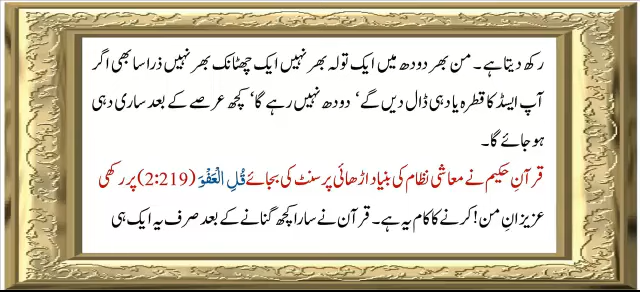 رکھ دیتا ہے۔ من بھر دودھ میں ایک تولہ بھر نہیں ایک چھٹانک بھر نہیں ذرا سا بھی اگر
آپ ایسڈ کا قطرہ یا دہی ڈال دیں گے‘ دودھ نہیں رہے گا‘ کچھ عرصے کے بعد ساری دہی
ہو جائے گا۔
قرآنِ حکیم نے معاشی نظام کی بنیاد اڑھائی پرسنٹ کی بجائے قُلِ الْعَفْوَ (2:219) پر رکھی
عزیزانِ من! کرنے کا کام یہ ہے۔ قرآن نے سارا کچھ گنانے کے بعد صرف یہ ایک ہی